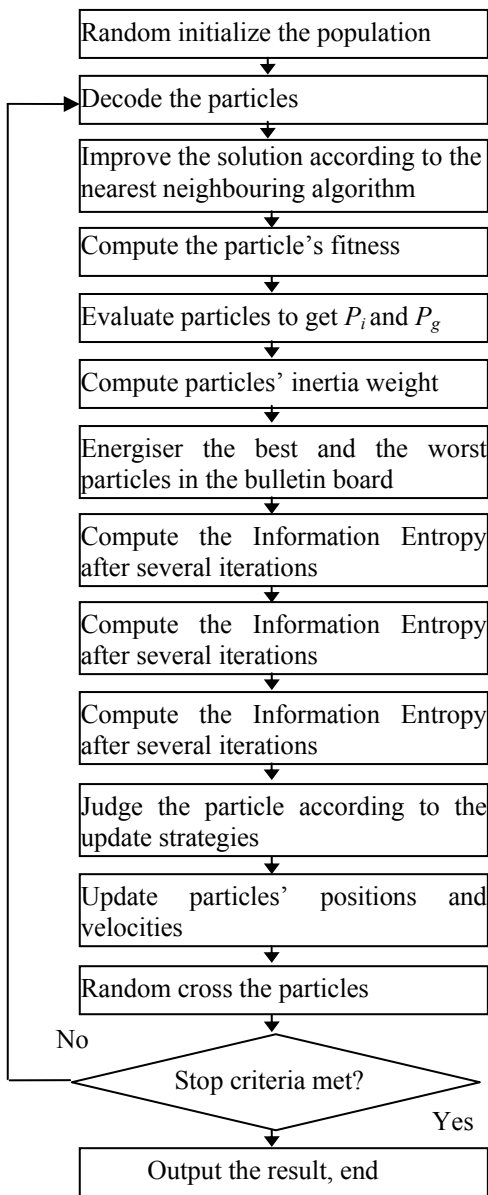 Random initialize the population
Decode the particles
Improve the solution according to the
nearest neighbouring algorithm
Compute the particle's fitness
Evaluate particles to get Pi and Pg
Compute particles' inertia weight
Energiser the best and the worst
particles in the bulletin board
Compute the Information Entropy
after several iterations
Compute the Information Entropy
after several iterations
Compute the Information Entropy
after several iterations
Judge the particle according to the
update strategies
Update particles' positions and
velocities
Random cross the particles
No
Stop criteria met?
Yes
Output the result, end